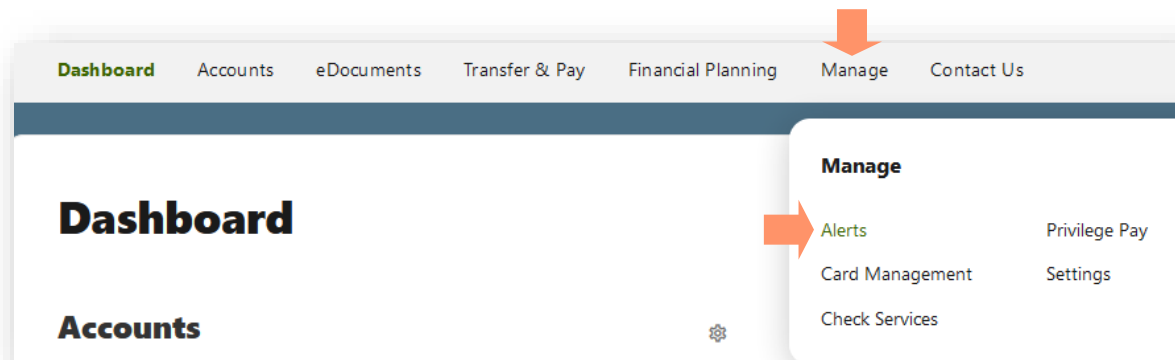 Dashboard Accounts eDocuments Transfer & Pay Financial Planning Manage Contact Us
Manage
Dashboard
Alerts Privilege Pay
Card Management Settings
Check Services
Accounts